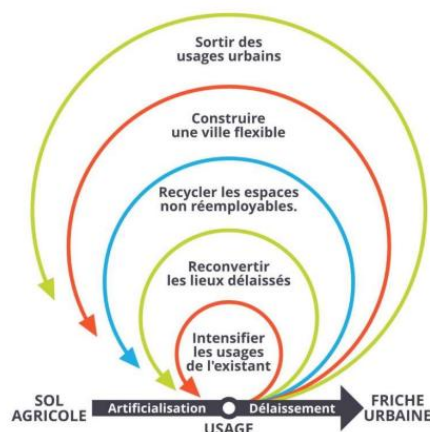 Sortir des
usages urbains
Construire
une ville flexible
Recycler les espaces
non réemployables.
Reconvertir
les lieux délaissés
Intensifier
les usages
de l'existant
SOL
AGRICOLE
Artificialisation
Délaissement
FRICHE
URBAINE
USAGE